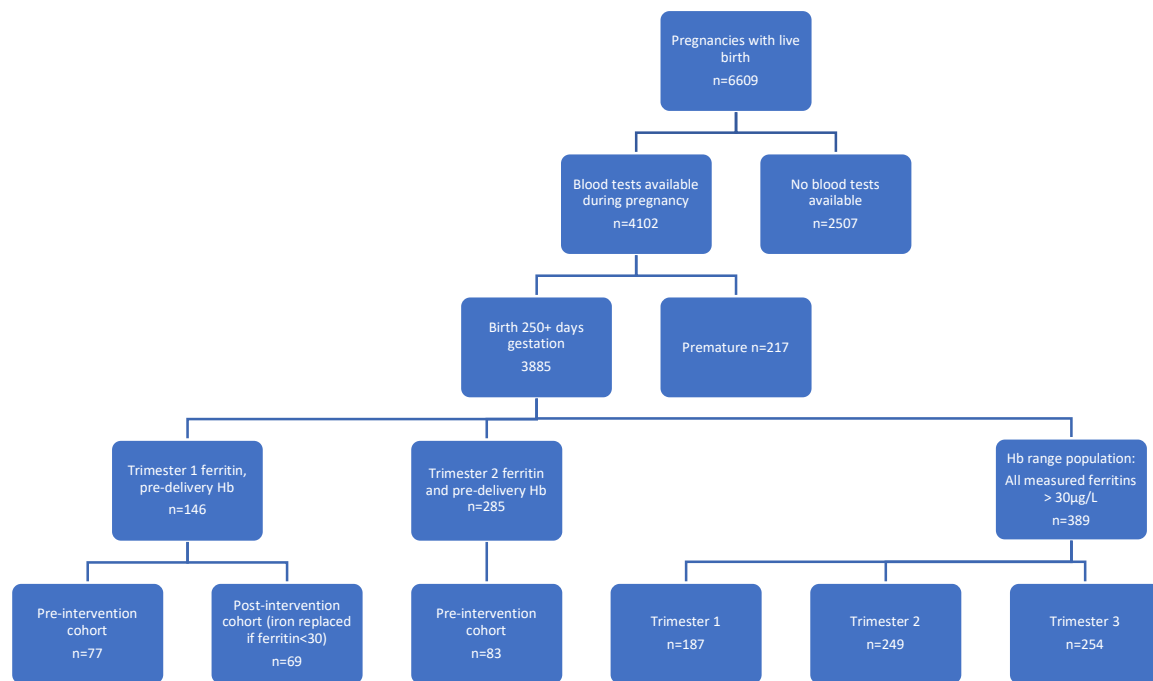 Pregnancies with live
birth
n=6609
Blood tests available
during pregnancy
n=4102
No blood tests
available
n=2507
Birth 250+ days
gestation
3885
Premature n=217
Trimester 1 ferritin,
pre-delivery Hb
n=146
Trimester 2 ferritin
and pre-delivery Hb
n=285
Hb range population:
All measured ferritins
> 30µg/L
n=389
Pre-intervention
cohort
n=77
Post-intervention
cohort (iron replaced
if ferritin<30)
n=69
Pre-intervention
cohort
n=83
Trimester 1
n=187
Trimester 2
n=249
Trimester 3
n=254